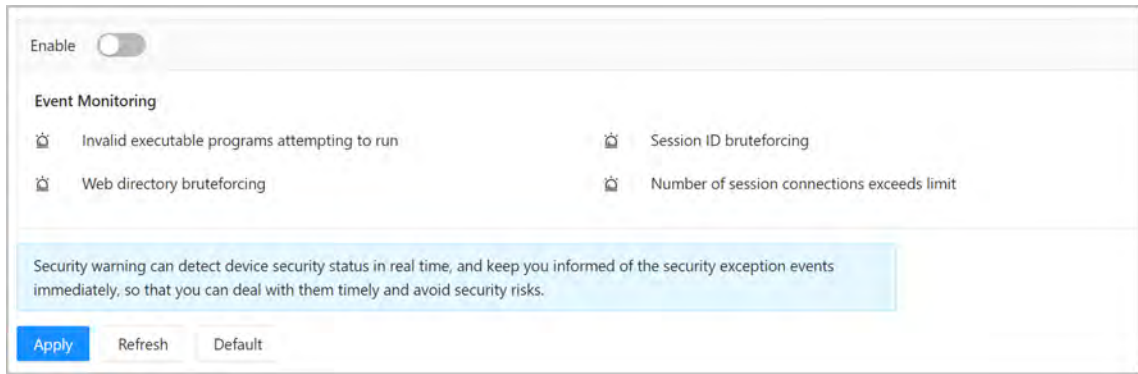 Enable
Event Monitoring
Invalid executable programs attempting to run
Session ID bruteforcing
Web directory bruteforcing
Number of session connections exceeds limit
Security warning can detect device security status in real time, and keep you informed of the security exception events
immediately, so that you can deal with them timely and avoid security risks.
Apply Refresh Default